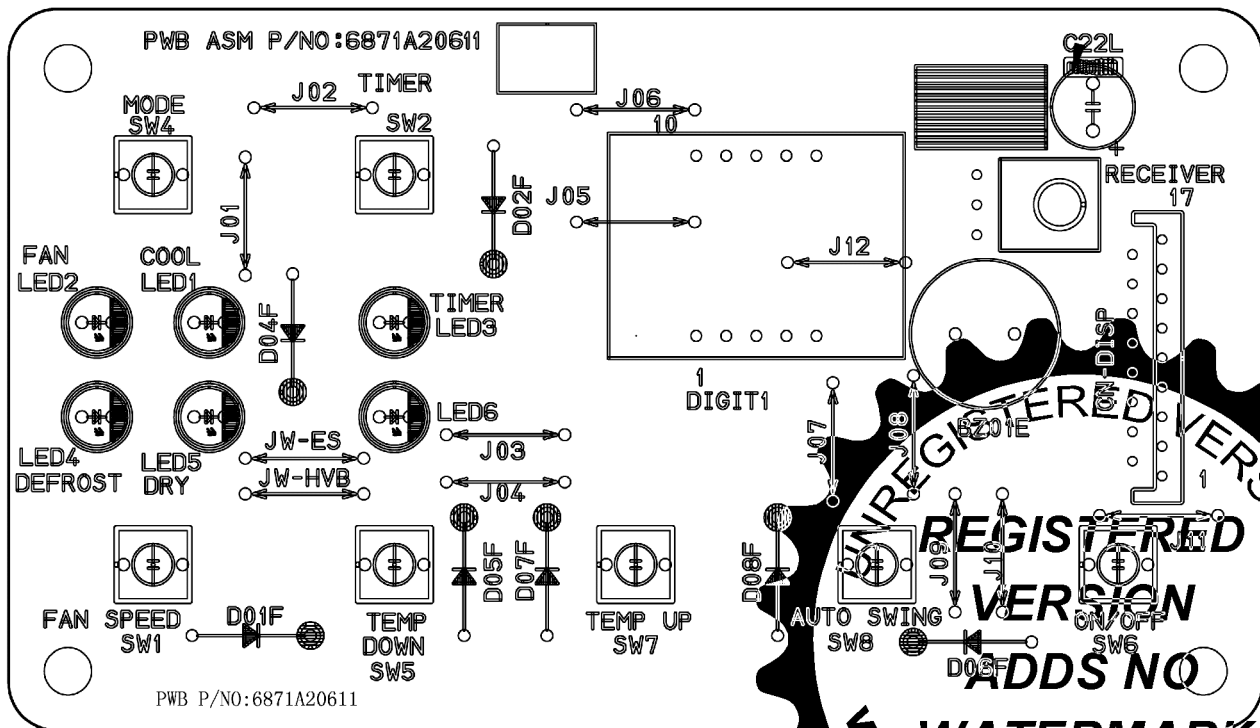 PWB ASM P/NO:6871A20611
C22L
TIMER
MODE
SW4
J02
SW2
J06
10
+
RECEIVER
17
J01
D02F
J05
J12
FAN
LED2
COOL
LED1
D04F
TIMER
LED3
CN-DISP
1
DIGIT1
LED6
J07
J08
BZ01E
LED4
DEFROST
LED5
DRY
JW-ES
JW-HVB
J03
J04
1
UNREGISTERED VERS
REGISTERED
VERSION
ADDS NO
WATERMARK
J11
D05F
D07F
D08F
J09
J10
FAN SPEED
SW1
D01F
TEMP
DOWN
SW5
TEMP UP
SW7
AUTO SWING
SW8
D06F
ON/OFF
SW6
PWB P/NO:6871A20611